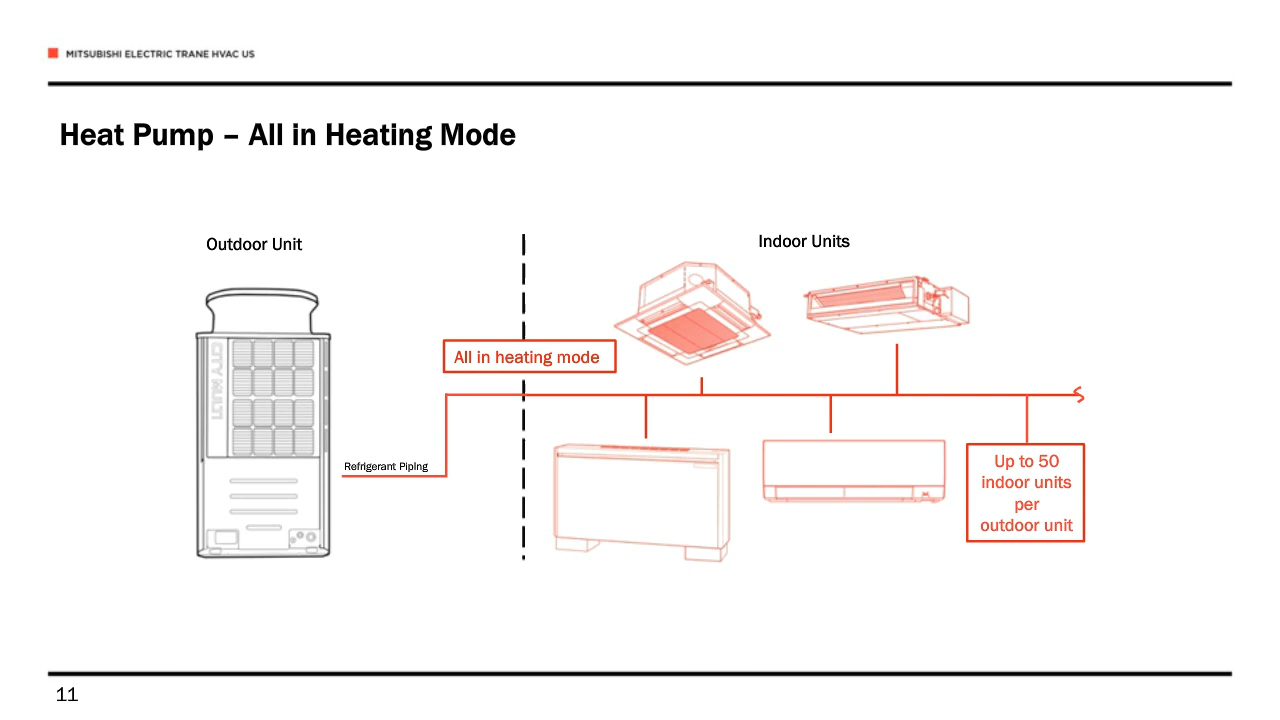 MITSUBISHI ELECTRIC TRANE HVAC US
Heat Pump – All in Heating Mode
Outdoor Unit
Indoor Units
All in heating mode
CITY MULTI
Refrigerant Piping
Up to 50
indoor units
per
outdoor unit
11